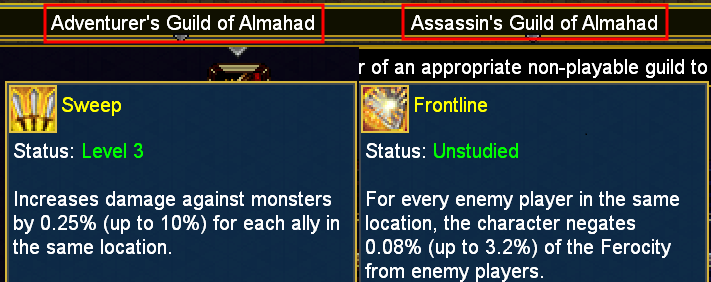 Adventurer's Guild of Almahad
Sweep
Status: Level 3
Increases damage against monsters
by 0.25% (up to 10%) for each ally in
the same location.
Assassin's Guild of Almahad
r of an appropriate non-playable guild to
Frontline
Status: Unstudied
For every enemy player in the same
location, the character negates
0.08% (up to 3.2%) of the Ferocity
from enemy players.